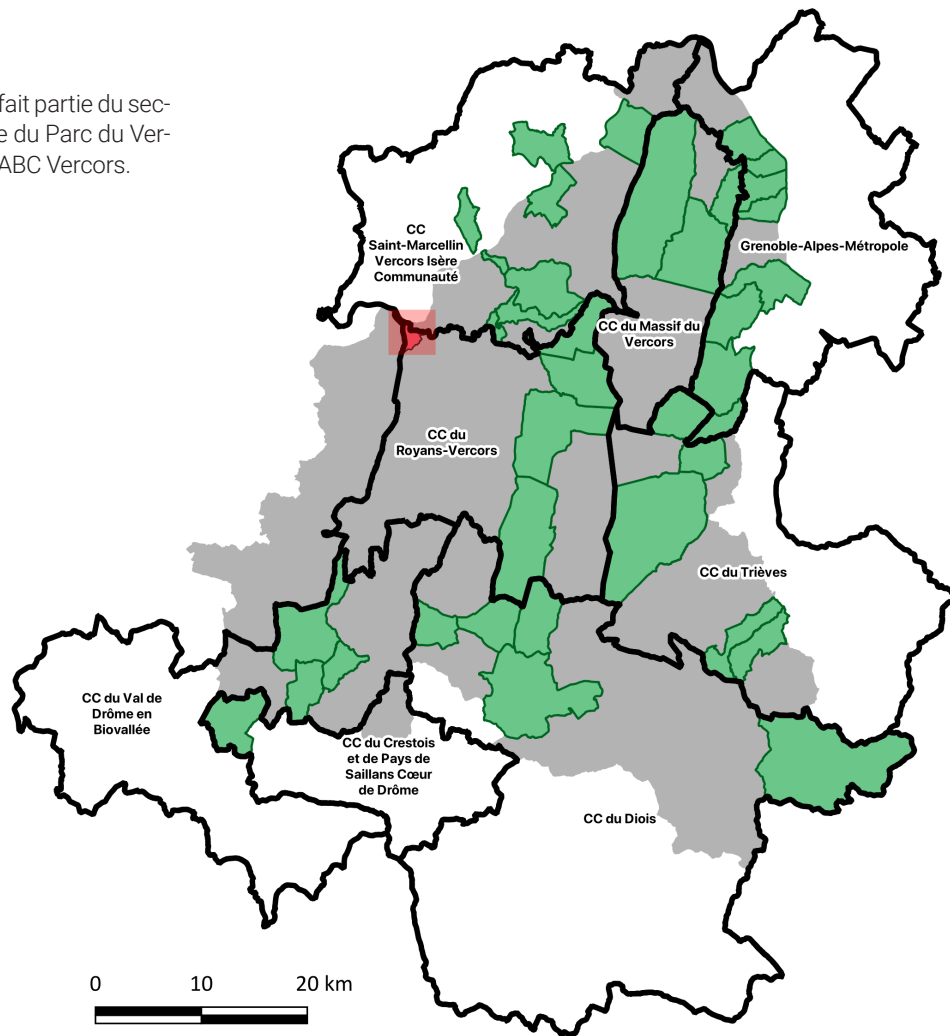 fait partie du sec-
e du Parc du Ver-
ABC Vercors.
CC
Saint-Marcellin
Vercors Isère
Communauté
Grenoble-Alpes-Métropole
CC du Massif du
Vercors
CC du
Royans-Vercors
CC du Trièves
CC du Val de
Drôme en
Biovallée
CC du Crestois
et de Pays de
Saillans Cœur
de Drôme
CC du Diois
0 10 20 km